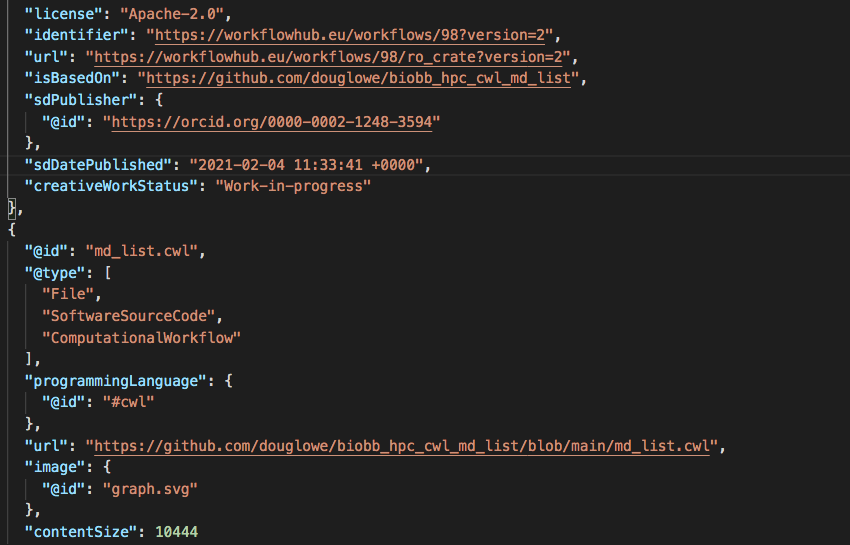 "license": "Apache-2.0",
"identifier": "https://workflowhub.eu/workflows/98?version=2",
"url": "https://workflowhub.eu/workflows/98/ro_crate?version=2",
"isBasedOn": "https://github.com/douglowe/biobb_hpc_cwl_md_list",
"sdPublisher": {
"@id": "https://orcid.org/0000-0002-1248-3594"
},
"sdDatePublished": "2021-02-04 11:33:41 +0000",
"creativeWorkStatus": "Work-in-progress"
},
{
"@id": "md_list.cwl",
"@type": [
"File",
"SoftwareSourceCode",
"ComputationalWorkflow"
],
"programmingLanguage": {
"@id": "#cwl"
},
"url": "https://github.com/douglowe/biobb_hpc_cwl_md_list/blob/main/md_list.cwl",
"image": {
"@id": "graph.svg"
},
"contentSize": 10444